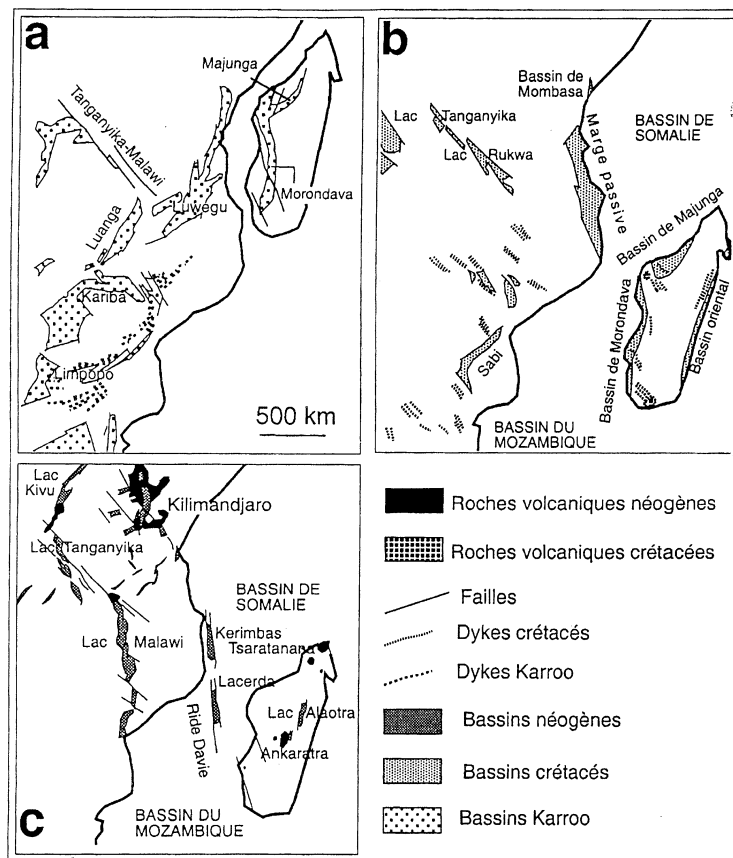 a
Majunga
Tanganyika-Malawi
Morondava
Luwegu
Luanga
Kariba
Limpopo
500 km
b
Bassin de
Mombasa
Lac
Tanganyika
BASSIN DE
SOMALIE
Lac
Rukwa
Marge passive
Bassin de Majunga
Bassin de Morondava
Bassin oriental
Sabi
BASSIN DU
MOZAMBIQUE
Lac
Kivu
Kilimandjaro
Lac Tanganyika
BASSIN DE
SOMALIE
Lac Malawi
Kerimbas
Tsaratanana
Lacerda
Ride Davie
Lac Alaotra
Ankaratra
c
BASSIN DU
MOZAMBIQUE
Roches volcaniques néogènes
Roches volcaniques crétacées
Failles
Dykes crétacés
Dykes Karroo
Bassins néogènes
Bassins crétacés
Bassins Karroo